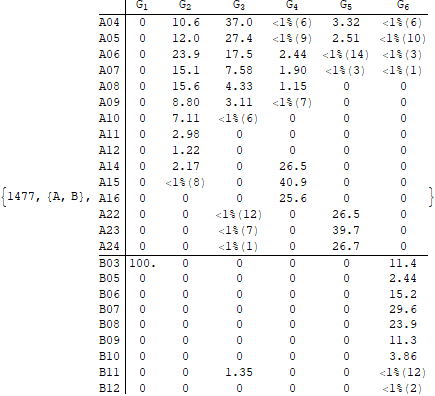 G1 G2 G3 G4 G5 G6
A04 0 10.6 37.0 <1%(6) 3.32 <1%(6)
A05 0 12.0 27.4 <1%(9) 2.51 <1%(10)
A06 0 23.9 17.5 2.44 <1%(14) <1%(3)
A07 0 15.1 7.58 1.90 <1%(3) <1%(1)
A08 0 15.6 4.33 1.15 0 0
A09 0 8.80 3.11 <1%(7) 0 0
A10 0 7.11 <1%(6) 0 0 0
A11 0 2.98 0 0 0 0
A12 0 1.22 0 0 0 0
A14 0 2.17 0 26.5 0 0
A15 0 <1%(8) 0 40.9 0 0
{1477, {A, B}, A16 0 0 0 25.6 0 0 }
A22 0 0 <1%(12) 0 26.5 0
A23 0 0 <1%(7) 0 39.7 0
A24 0 0 <1%(1) 0 26.7 0
B03 100. 0 0 0 0 11.4
B05 0 0 0 0 0 2.44
B06 0 0 0 0 0 15.2
B07 0 0 0 0 0 29.6
B08 0 0 0 0 0 23.9
B09 0 0 0 0 0 11.3
B10 0 0 0 0 0 3.86
B11 0 0 1.35 0 0 <1%(12)
B12 0 0 0 0 0 <1%(2)